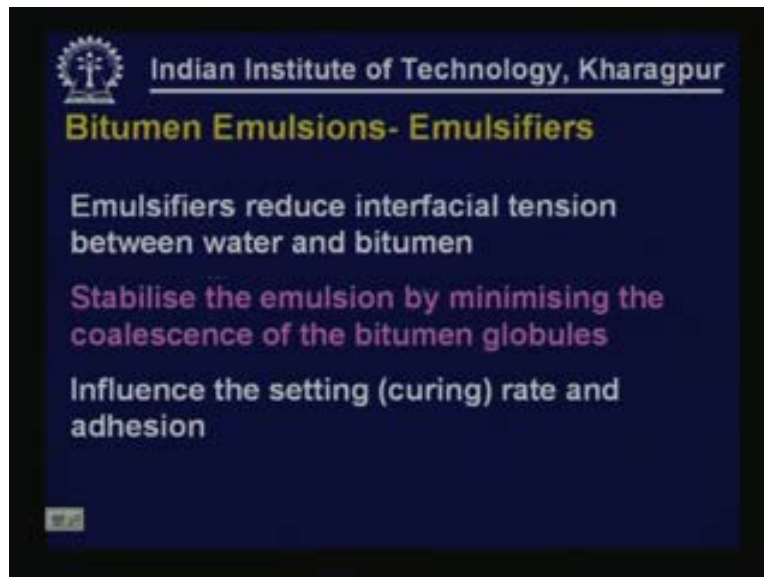 Indian Institute of Technology, Kharagpur
Bitumen Emulsions- Emulsifiers
Emulsifiers reduce interfacial tension
between water and bitumen
Stabilise the emulsion by minimising the
coalescence of the bitumen globules
Influence the setting (curing) rate and
adhesion